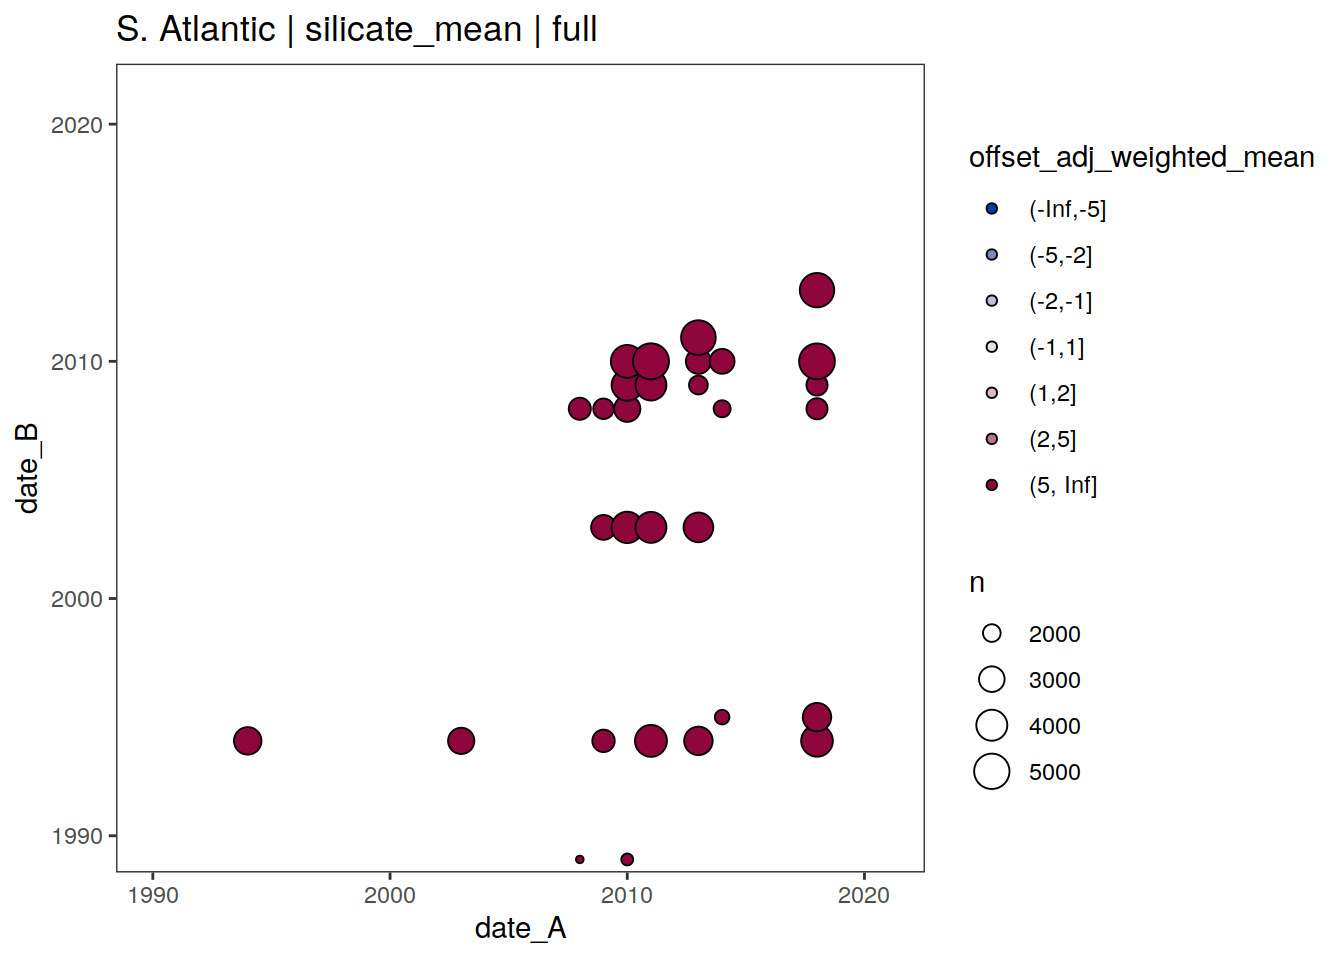 S. Atlantic | silicate_mean | full
2020
2010
2000
1990
date_B
1990
2000
2010
2020
date_A
offset_adj_weighted_mean
(-Inf,-5]
(-5,-2]
(-2,-1]
(-1,1]
(1,2]
(2,5]
(5, Inf]
n
2000
3000
4000
5000